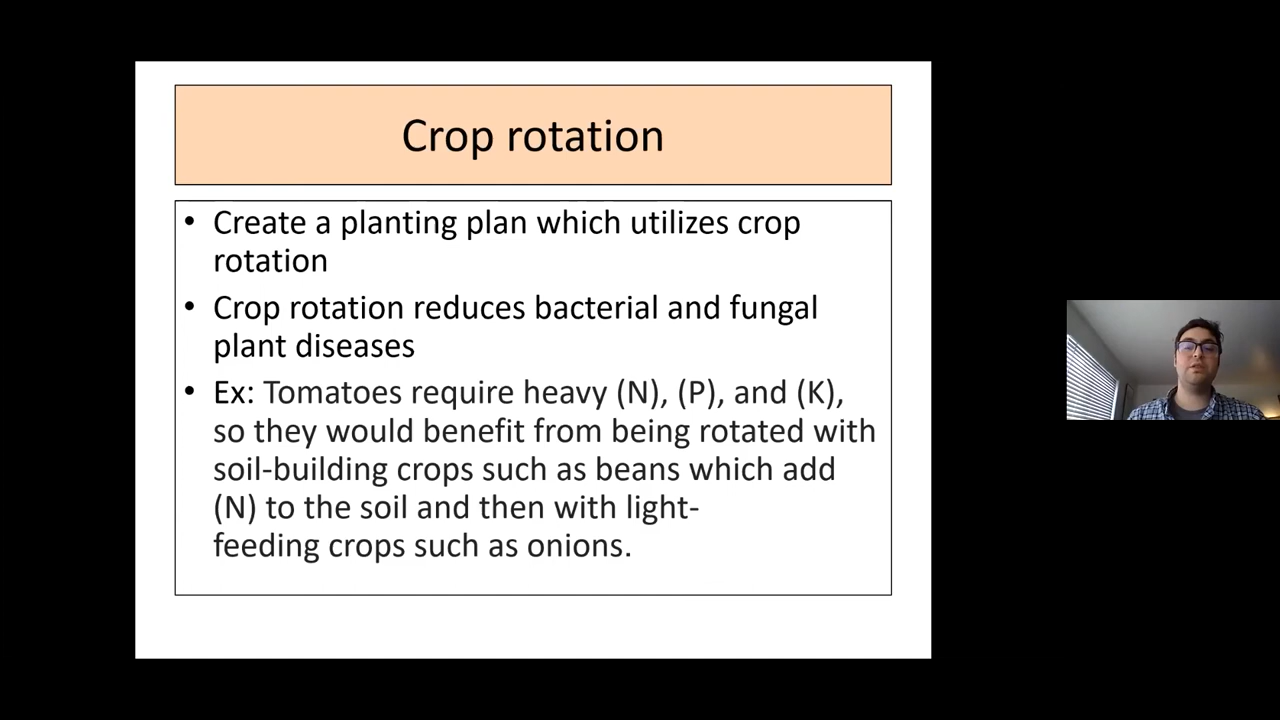 Crop rotation
• Create a planting plan which utilizes crop
rotation
• Crop rotation reduces bacterial and fungal
plant diseases
• Ex: Tomatoes require heavy (N), (P), and (K),
so they would benefit from being rotated with
soil-building crops such as beans which add
(N) to the soil and then with light-
feeding crops such as onions.